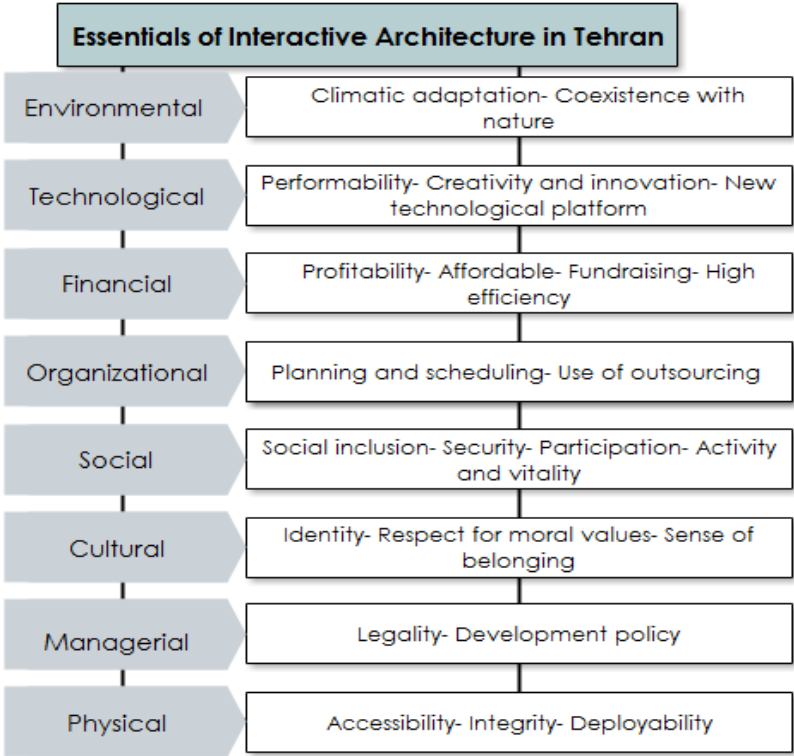 Essentials of Interactive Architecture in Tehran
Environmental
Climatic adaptation- Coexistence with
nature
Technological
Performability- Creativity and innovation- New
technological platform
Financial
Profitability- Affordable- Fundraising- High
efficiency
Organizational
Planning and scheduling- Use of outsourcing
Social
Social inclusion- Security- Participation- Activity
and vitality
Cultural
Identity- Respect for moral values- Sense of
belonging
Managerial
Legality- Development policy
Physical
Accessibility- Integrity- Deployability